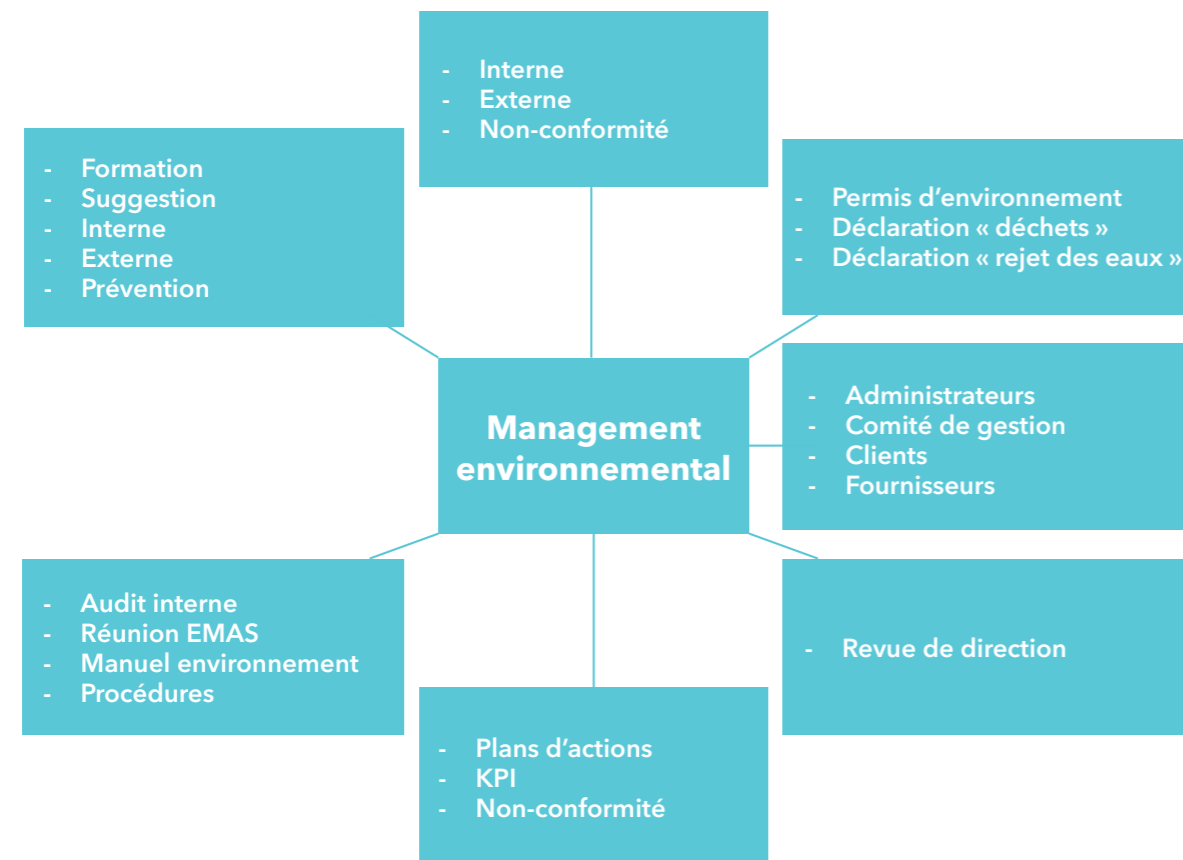 - Interne
- Externe
- Non-conformité
- Formation
- Suggestion
- Interne
- Externe
- Prévention
- Permis d’environnement
- Déclaration « déchets »
- Déclaration « rejet des eaux »
Management
environnemental
- Administrateurs
- Comité de gestion
- Clients
- Fournisseurs
- Audit interne
- Réunion EMAS
- Manuel environnement
- Procédures
- Revue de direction
- Plans d’actions
- KPI
- Non-conformité